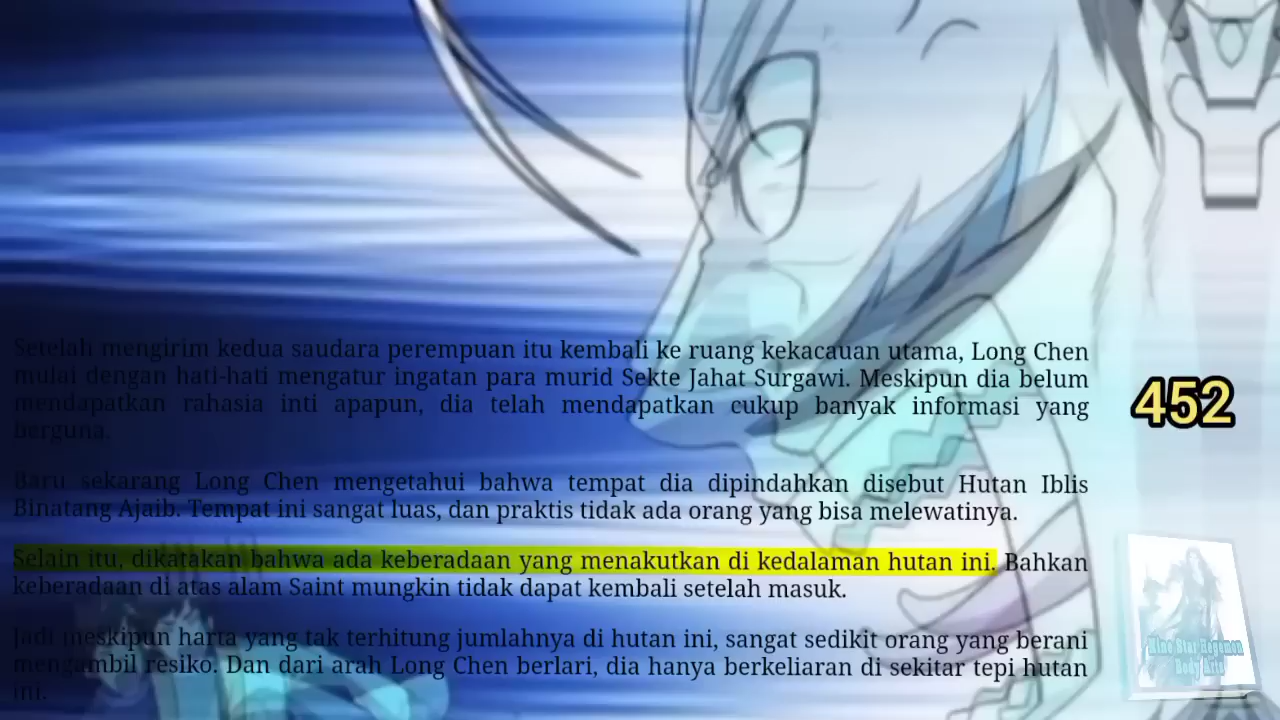 Setelah mengirim kedua saudara perempuan itu kembali ke ruang kekacauan utama, Long Chen
mulai dengan hati-hati mengatur ingatan para murid Sekte Jahat Surgawi. Meskipun dia belum
mendapatkan rahasia inti apapun, dia telah mendapatkan cukup banyak informasi yang
berguna.
Baru sekarang Long Chen mengetahui bahwa tempat dia dipindahkan disebut Hutan Iblis
Binatang Ajaib. Tempat ini sangat luas, dan praktis tidak ada orang yang bisa melewatinya.
Selain itu, dikatakan bahwa ada keberadaan yang menakutkan di kedalaman hutan ini. Bahkan
keberadaan di atas alam Saint mungkin tidak dapat kembali setelah masuk.
Jadi meskipun harta yang tak terhitung jumlahnya di hutan ini, sangat sedikit orang yang berani
mengambil resiko. Dan dari arah Long Chen berlari, dia hanya berkeliaran di sekitar tepi hutan
ini.
452
Nine Star Hegemon
Body Arts